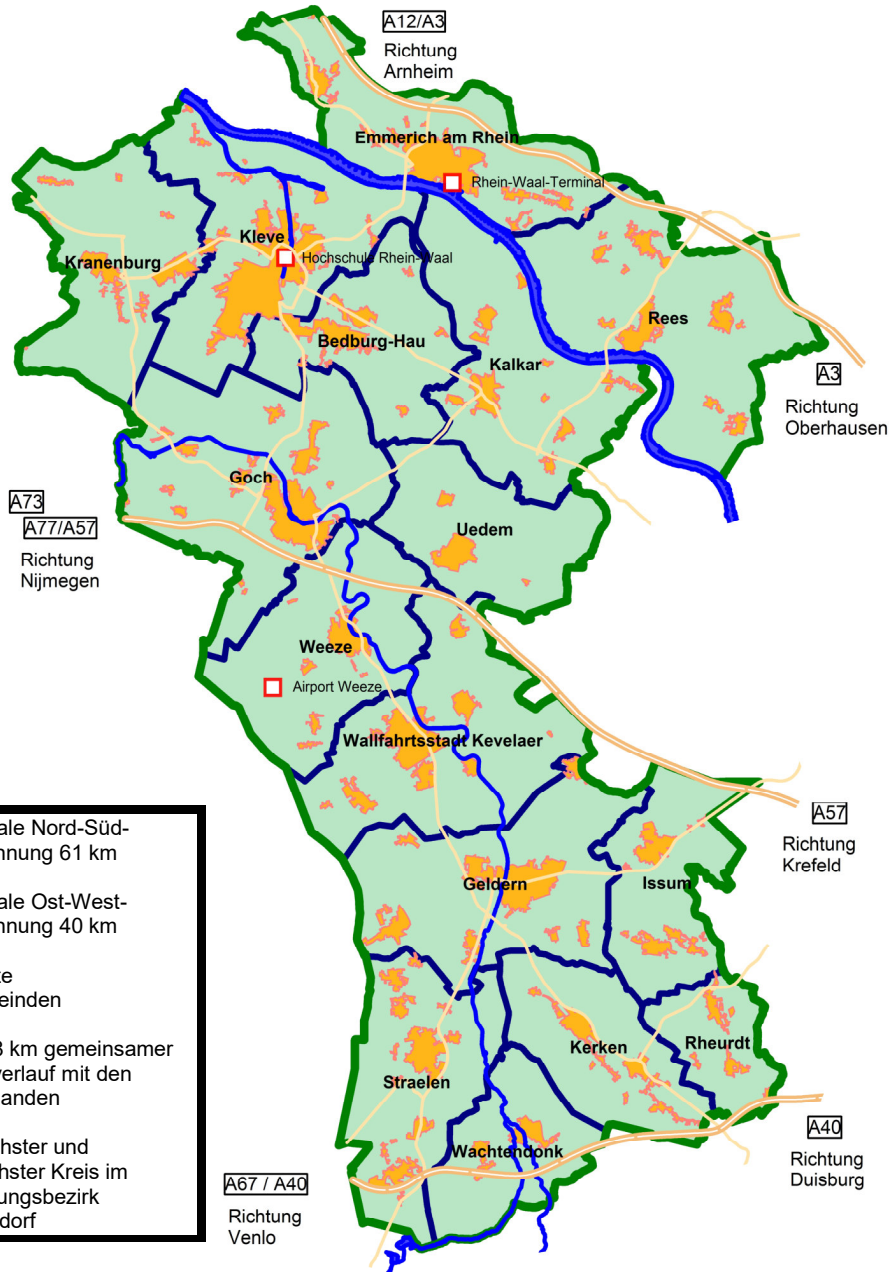 A12/A3
Richtung
Arnheim
Emmerich am Rhein
Rhein-Waal-Terminal
Kleve
Hochschule Rhein-Waal
Kranenburg
Rees
Bedburg-Hau
Kalkar
A3
Richtung
Oberhausen
Goch
A73
A77/A57
Richtung
Nijmegen
Uedem
Weeze
Airport Weeze
Wallfahrtsstadt Kevelaer
A57
Richtung
Krefeld
Geldern
Issum
Kerken
Rheurdt
Straelen
Wachtendonk
A40
Richtung
Duisburg
A67 / A40
Richtung
Venlo
ale Nord-Süd-
hnung 61 km
ale Ost-West-
hnung 40 km
einden
km gemeinsamer
verlauf mit den
anden
hster und
hster Kreis im
ungsbezirk
dorf